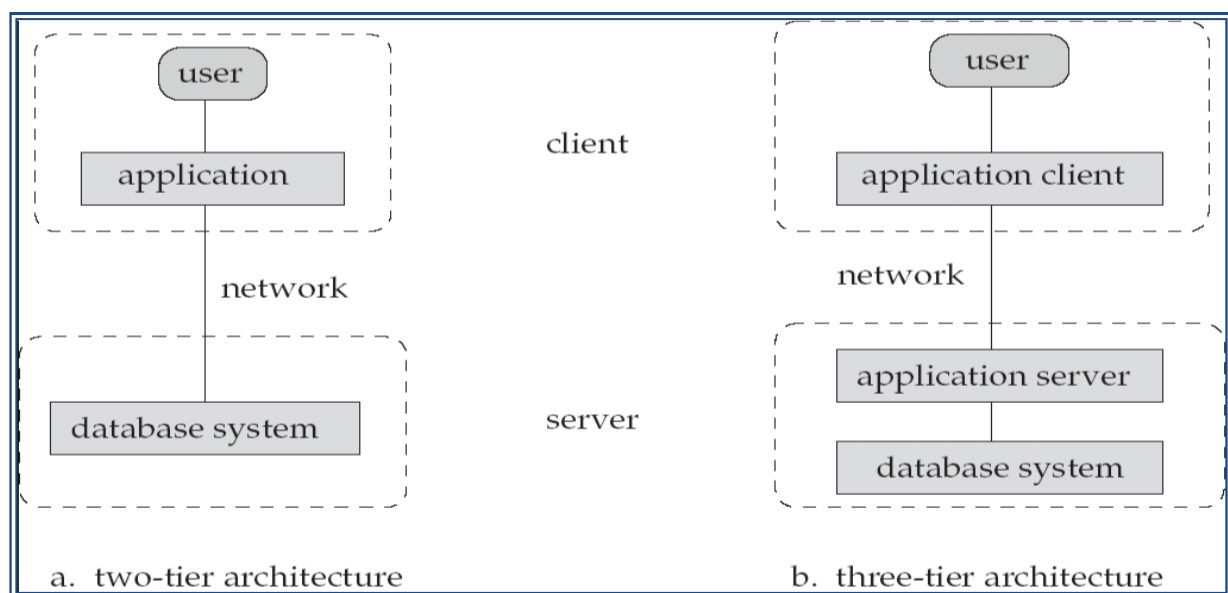 user
application
network
database system
a. two-tier architecture
client
server
user
application client
network
application server
database system
b. three-tier architecture